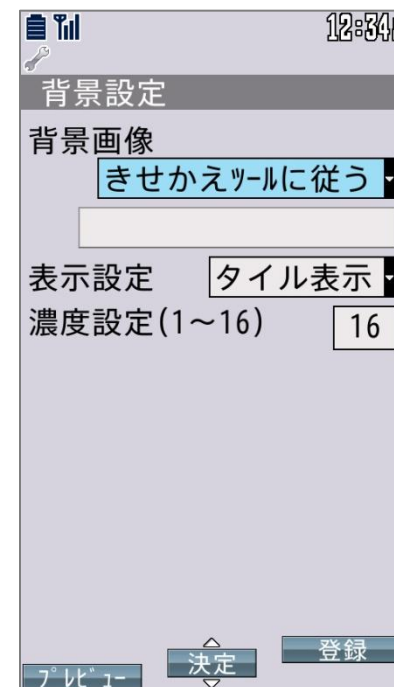 12:34
背景設定
背景画像
きせかえﾂｰﾙに従う
表示設定 タイル表示
濃度設定(1～16) 16
ﾌﾟﾚﾋﾞｭｰ 決定 登録